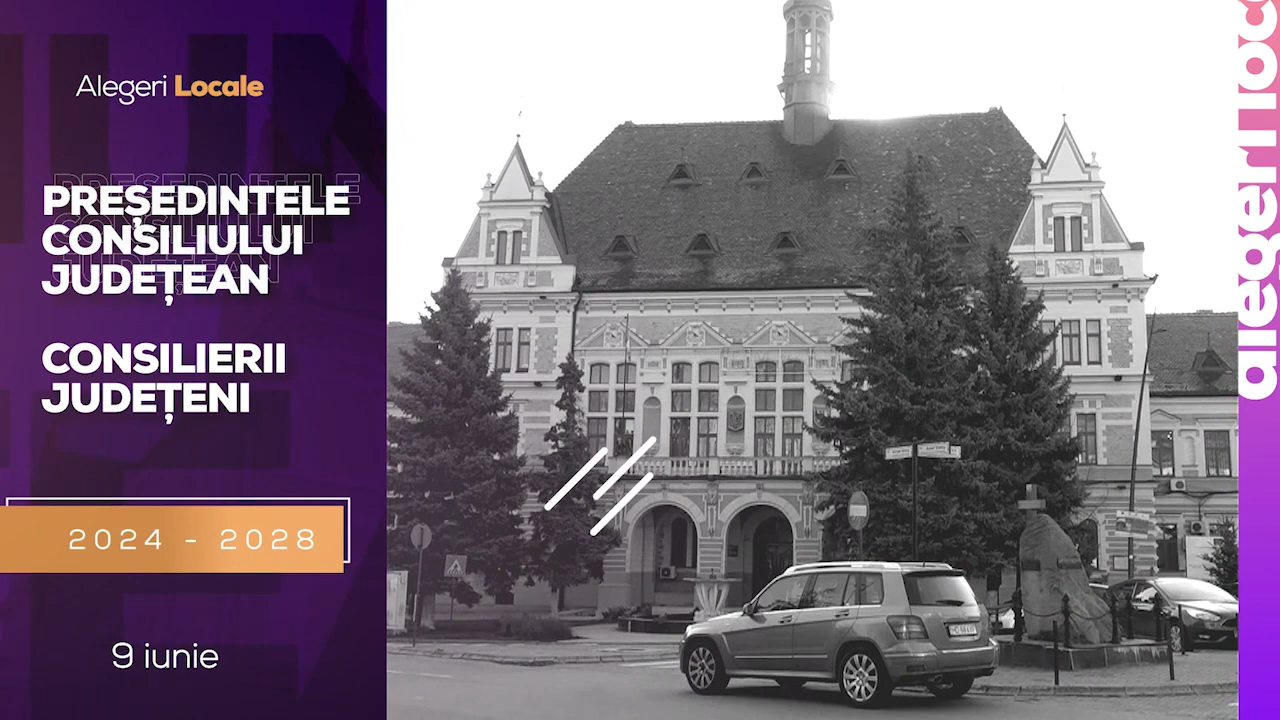 Alegeri Locale
PREȘEDINTELE
CONSILIULUI
JUDEȚEAN
CONSILIERII
JUDEȚENI
2024 - 2028
9 iunie
alegeri loc